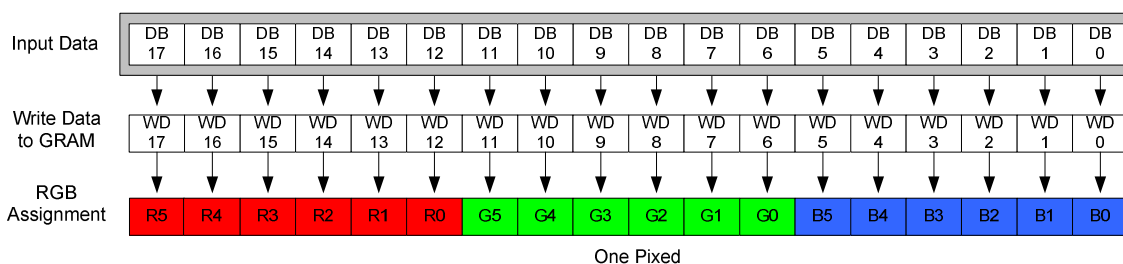 Input Data
DB DB DB DB DB DB DB DB DB DB DB DB DB DB DB DB DB DB
17 16 15 14 13 12 11 10 9 8 7 6 5 4 3 2 1 0
Write Data
to GRAM
WD WD WD WD WD WD WD WD WD WD WD WD WD WD WD WD WD WD
17 16 15 14 13 12 11 10 9 8 7 6 5 4 3 2 1 0
RGB
Assignment
R5 R4 R3 R2 R1 R0 G5 G4 G3 G2 G1 G0 B5 B4 B3 B2 B1 B0
One Pixed